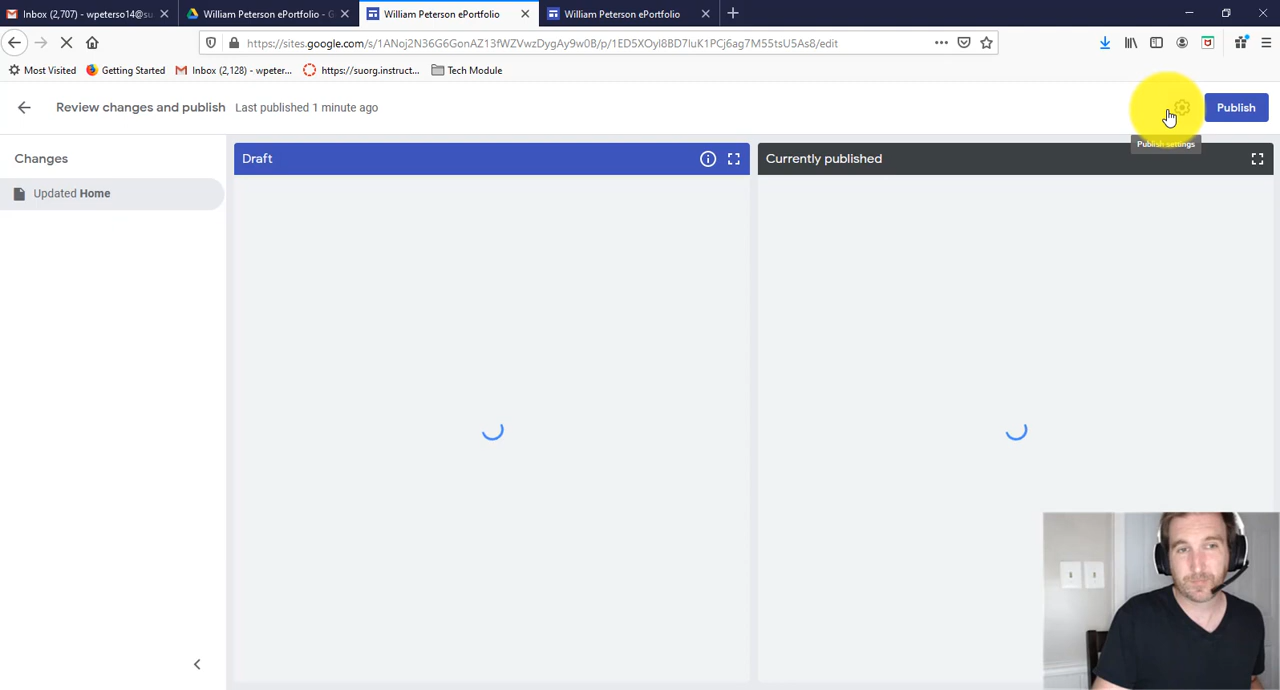 Inbox (2,707) - wpeterso14@su
William Peterson ePortfolio - G
William Peterson ePortfolio
William Peterson ePortfolio
https://sites.google.com/s/1ANoj2N36G6GonAZ13fWZVwzDygAy9w0B/p/1ED5XOyl8BD7luK1PCj6ag7M55tsU5As8/edit
Most Visited
Getting Started
Inbox (2,128) - wpeter...
https://suorg.instruct...
Tech Module
Review changes and publish
Last published 1 minute ago
Publish
Publish settings
Changes
Draft
Currently published
Updated Home